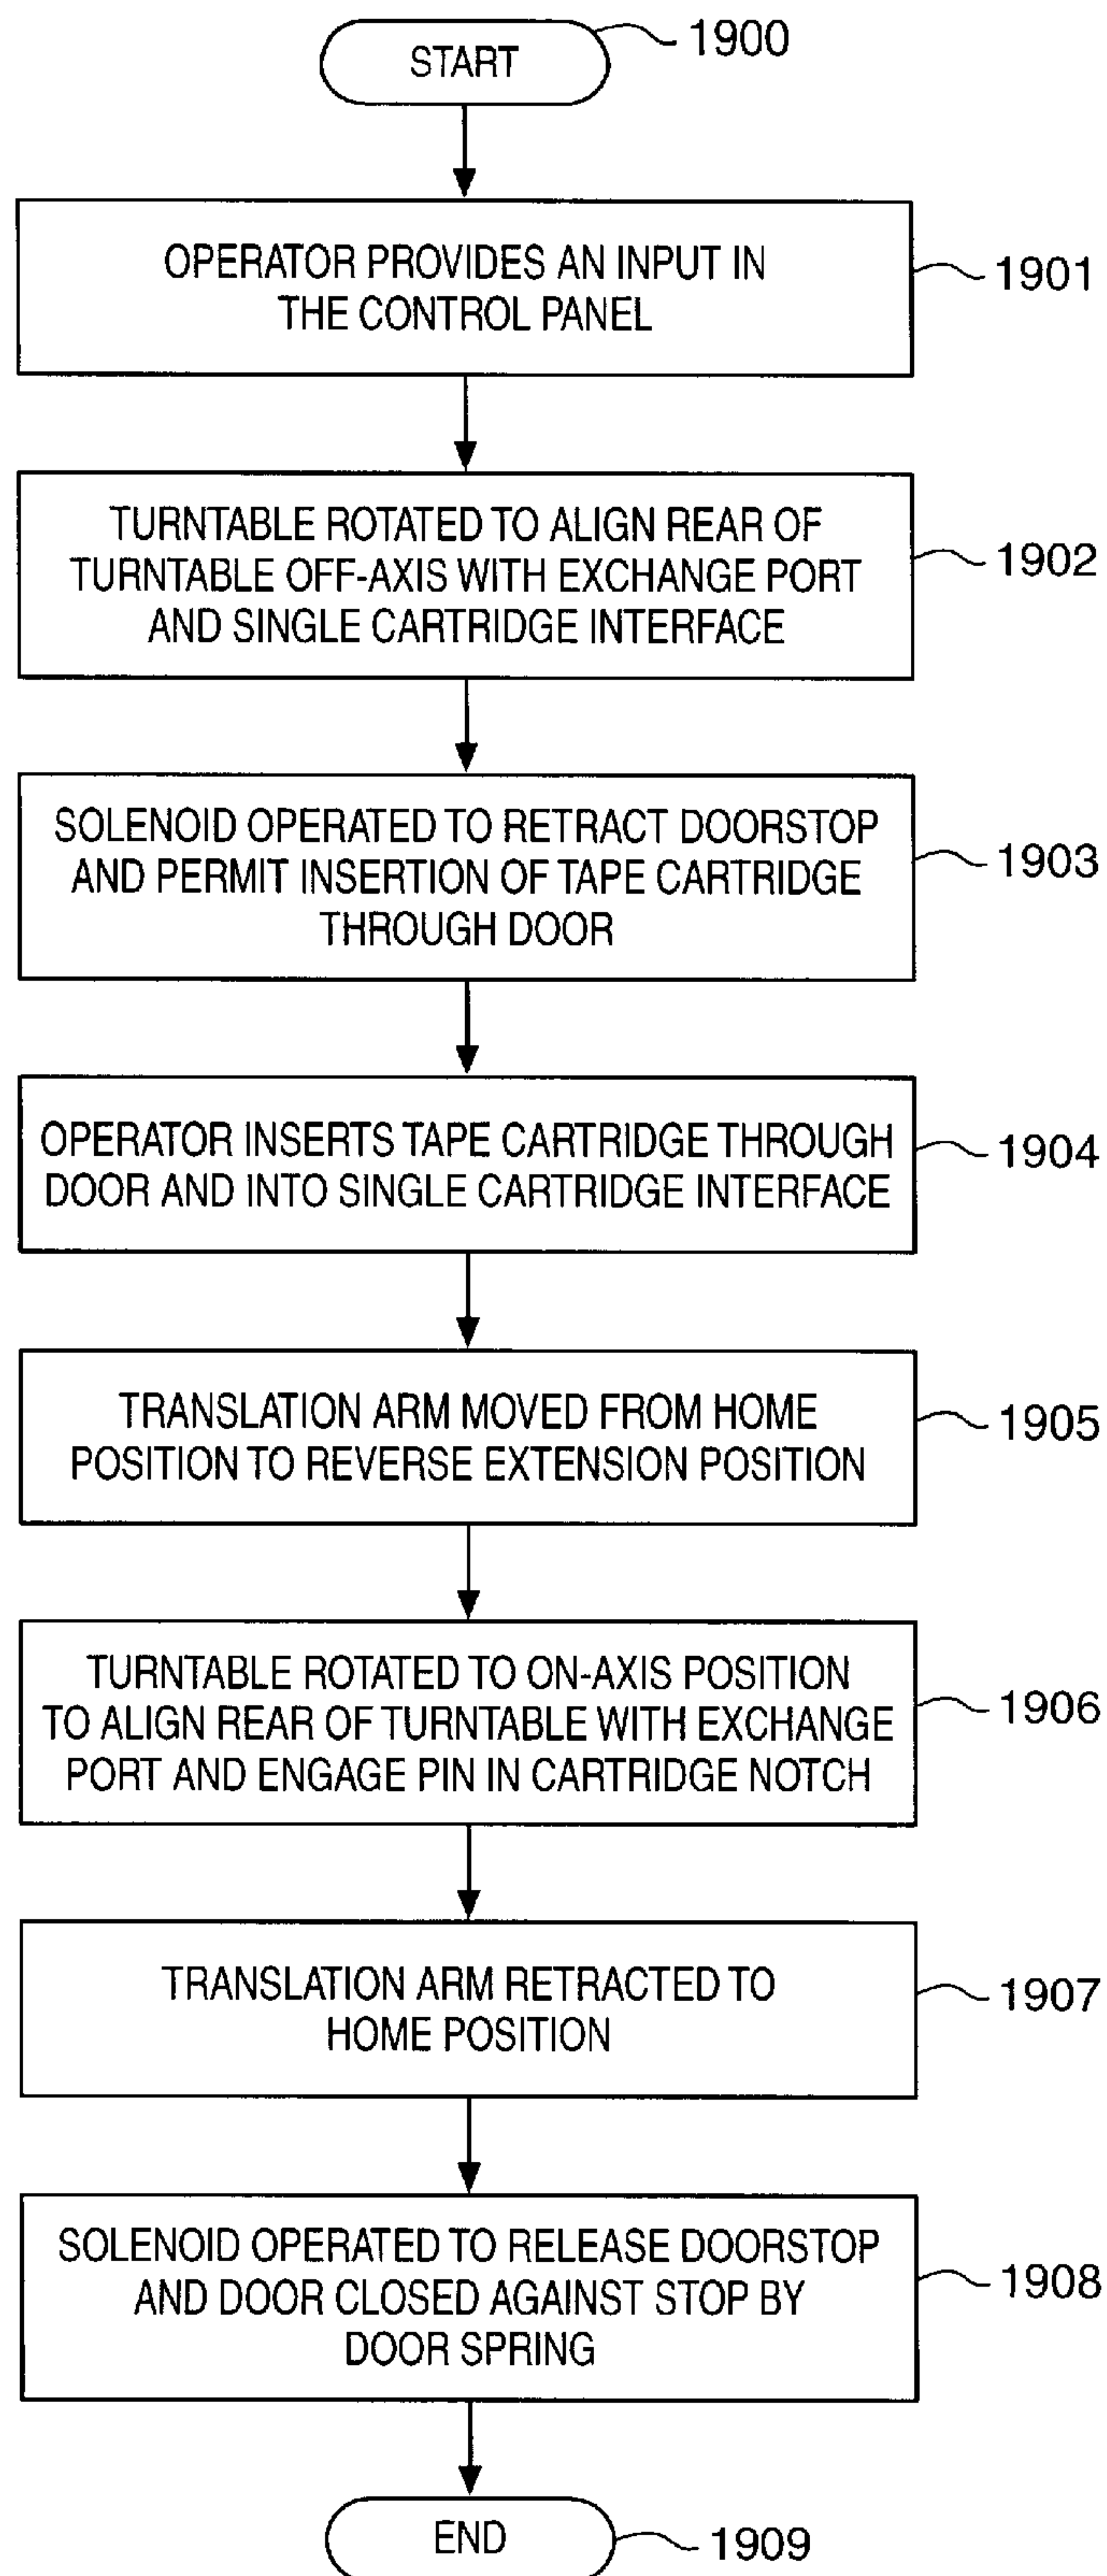 START
1900
OPERATOR PROVIDES AN INPUT IN
THE CONTROL PANEL
1901
TURNTABLE ROTATED TO ALIGN REAR OF
TURNTABLE OFF-AXIS WITH EXCHANGE PORT
AND SINGLE CARTRIDGE INTERFACE
1902
SOLENOID OPERATED TO RETRACT DOORSTOP
AND PERMIT INSERTION OF TAPE CARTRIDGE
THROUGH DOOR
1903
OPERATOR INSERTS TAPE CARTRIDGE THROUGH
DOOR AND INTO SINGLE CARTRIDGE INTERFACE
1904
TRANSLATION ARM MOVED FROM HOME
POSITION TO REVERSE EXTENSION POSITION
1905
TURNTABLE ROTATED TO ON-AXIS POSITION
TO ALIGN REAR OF TURNTABLE WITH EXCHANGE
PORT AND ENGAGE PIN IN CARTRIDGE NOTCH
1906
TRANSLATION ARM RETRACTED TO
HOME POSITION
1907
SOLENOID OPERATED TO RELEASE DOORSTOP
AND DOOR CLOSED AGAINST STOP BY
DOOR SPRING
1908
END
1909